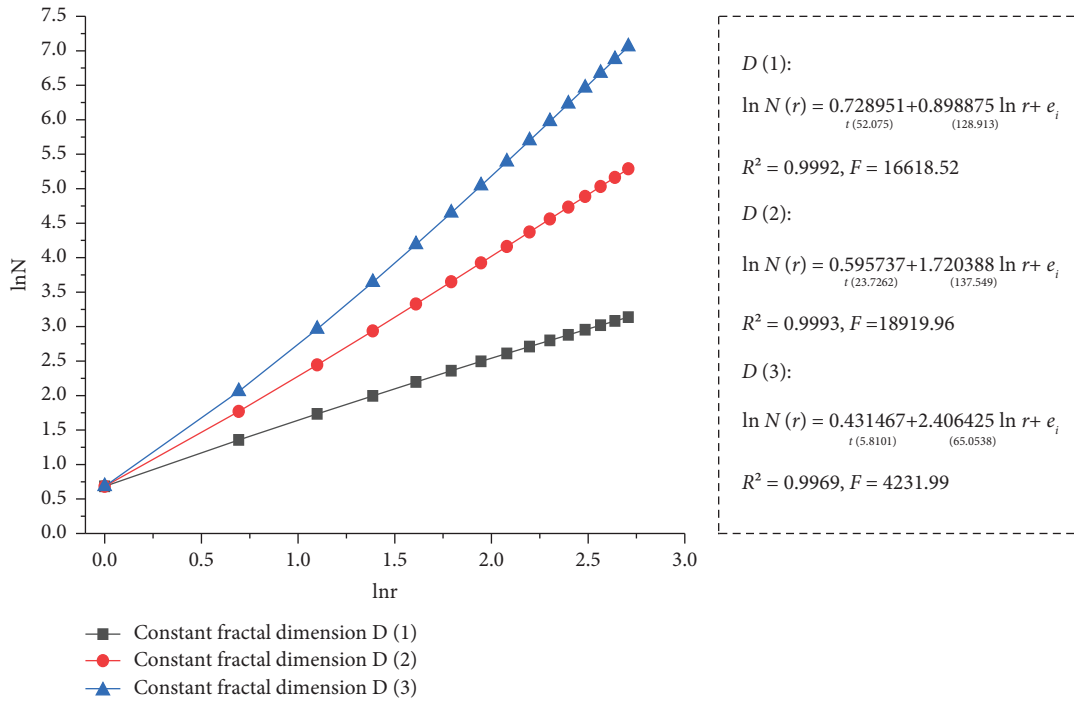 7.5
7.0
6.5
6.0
5.5
5.0
4.5
4.0
3.5
3.0
2.5
2.0
1.5
1.0
0.5
0.0
lnN
0.0 0.5 1.0 1.5 2.0 2.5 3.0
lnr
Constant fractal dimension D (1)
Constant fractal dimension D (2)
Constant fractal dimension D (3)
D (1):
ln N (r) = 0.728951+0.898875 ln r+ eᵢ
t (52.075) (128.913)
R² = 0.9992, F = 16618.52
D (2):
ln N (r) = 0.595737+1.720388 ln r+ eᵢ
t (23.7262) (137.549)
R² = 0.9993, F =18919.96
D (3):
ln N (r) = 0.431467+2.406425 ln r+ eᵢ
t (5.8101) (65.0538)
R² = 0.9969, F = 4231.99